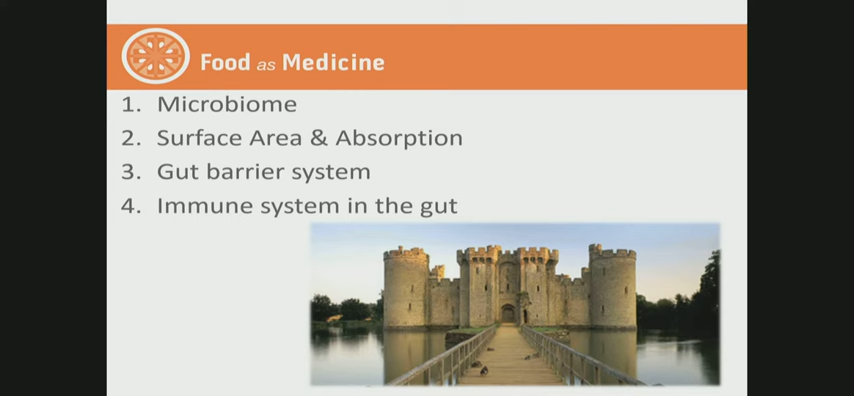 Food as Medicine
1. Microbiome
2. Surface Area & Absorption
3. Gut barrier system
4. Immune system in the gut